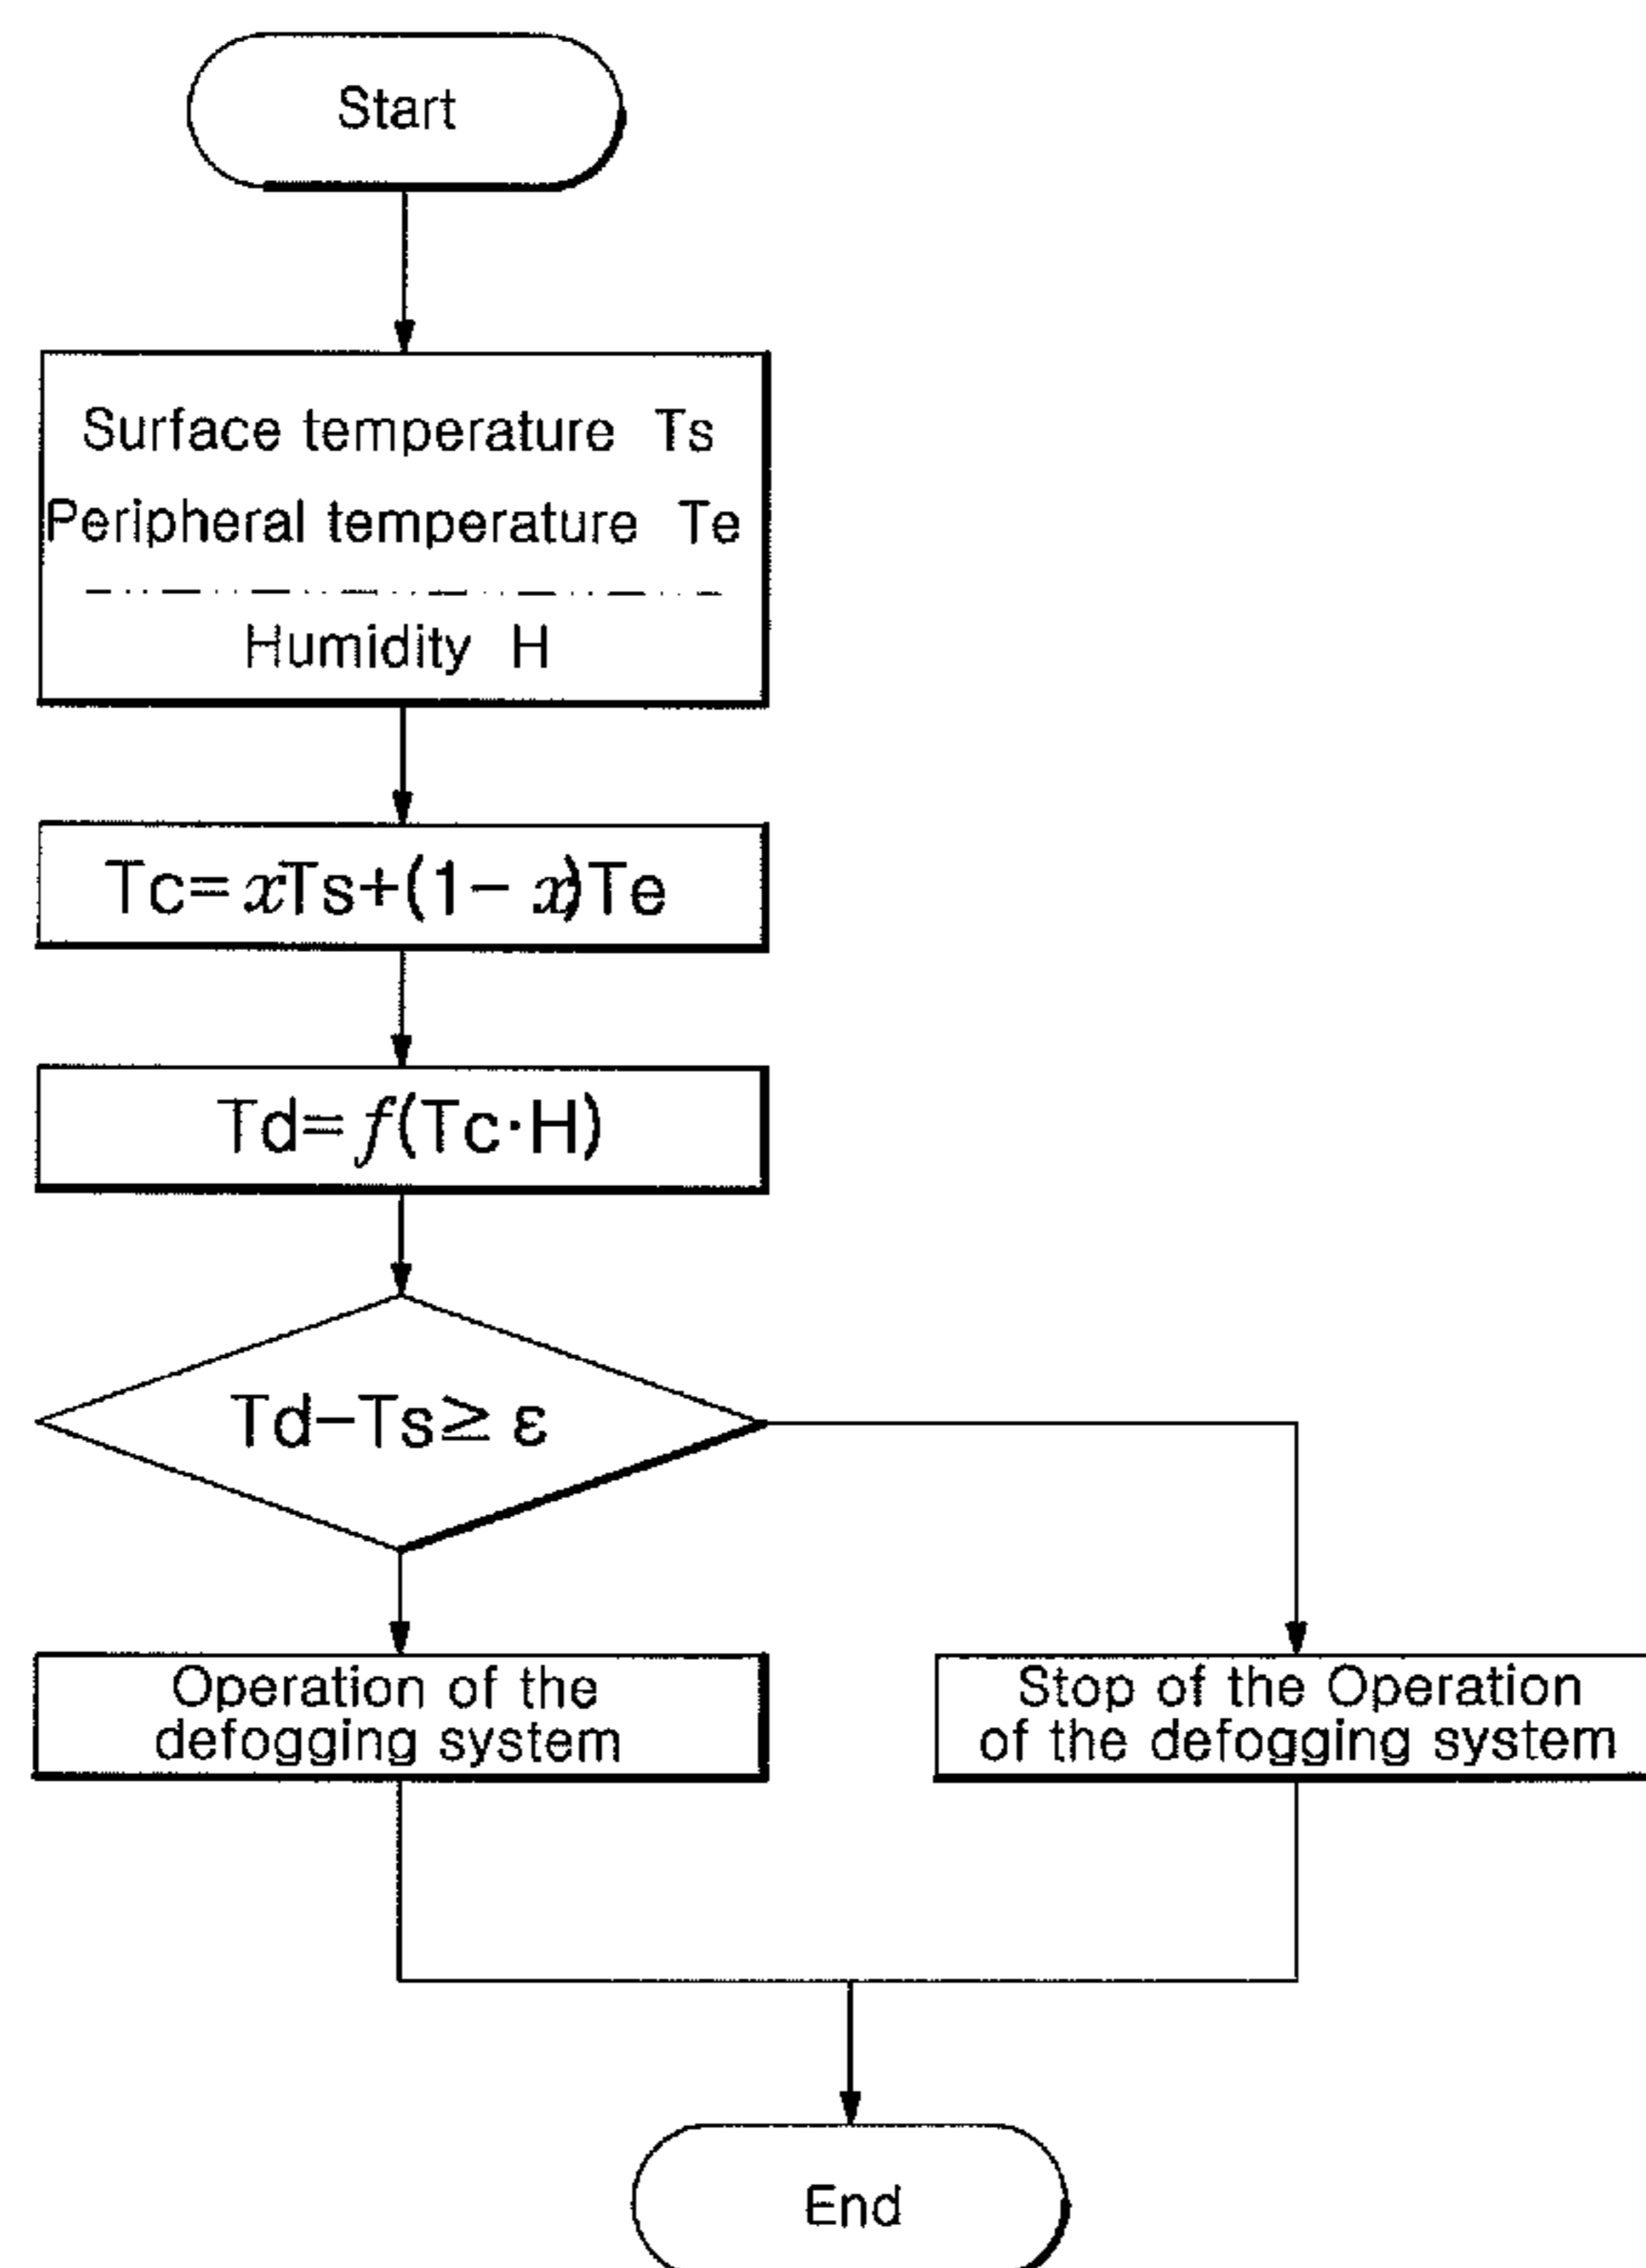 Start
Surface temperature Ts
Peripheral temperature Te
Humidity H
Tc=xTs+(1-x)Te
Td=f(Tc·H)
Td-Ts≥ ε
Operation of the
defogging system
Stop of the Operation
of the defogging system
End